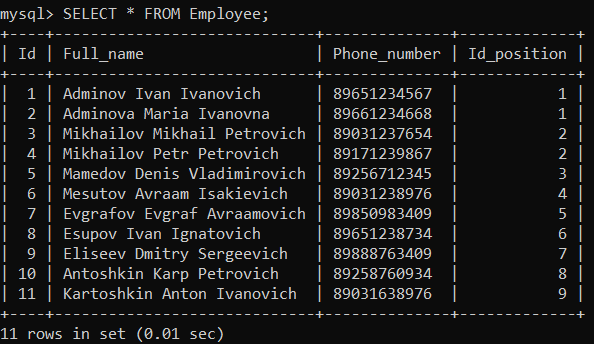 mysql> SELECT * FROM Employee;
+----+----------------------------+--------------+-------------+
| Id | Full_name                  | Phone_number | Id_position |
+----+----------------------------+--------------+-------------+
|  1 | Adminov Ivan Ivanovich     | 89651234567  |           1 |
|  2 | Adminova Maria Ivanovna    | 89661234668  |           1 |
|  3 | Mikhailov Mikhail Petrovich | 89031237654  |           2 |
|  4 | Mikhailov Petr Petrovich   | 89171239867  |           2 |
|  5 | Mamedov Denis Vladimirovich | 89256712345  |           3 |
|  6 | Mesutov Avraam Isakievich  | 89031238976  |           4 |
|  7 | Evgrafov Evgraf Avraamovich | 89850983409  |           5 |
|  8 | Esupov Ivan Ignatovich     | 89651238734  |           6 |
|  9 | Eliseev Dmitry Sergeevich  | 89888763409  |           7 |
| 10 | Antoshkin Karp Petrovich   | 89258760934  |           8 |
| 11 | Kartoshkin Anton Ivanovich | 89031638976  |           9 |
+----+----------------------------+--------------+-------------+
11 rows in set (0.01 sec)